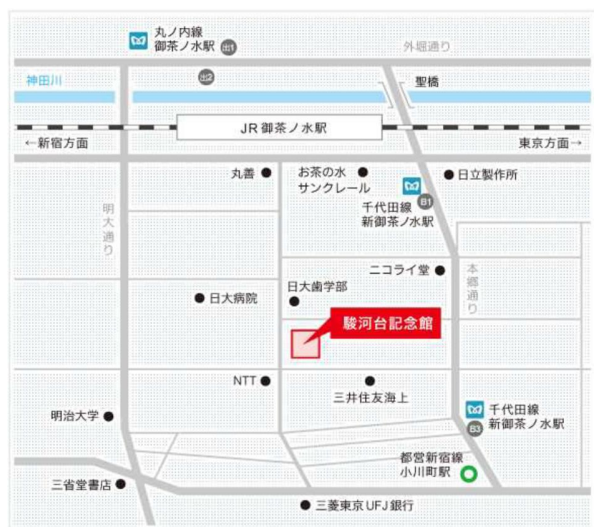 丸ノ内線
御茶ノ水駅 出1
外堀通り
出2
神田川
聖橋
JR御茶ノ水駅
←新宿方面
東京方面→
丸善
お茶の水
サンクレール
日立製作所
B1
千代田線
新御茶ノ水駅
明大通り
ニコライ堂
本郷通り
日大病院
日大歯学部
駿河台記念館
NTT
三井住友海上
明治大学
千代田線
B3 新御茶ノ水駅
都営新宿線
小川町駅
三省堂書店
三菱東京UFJ銀行